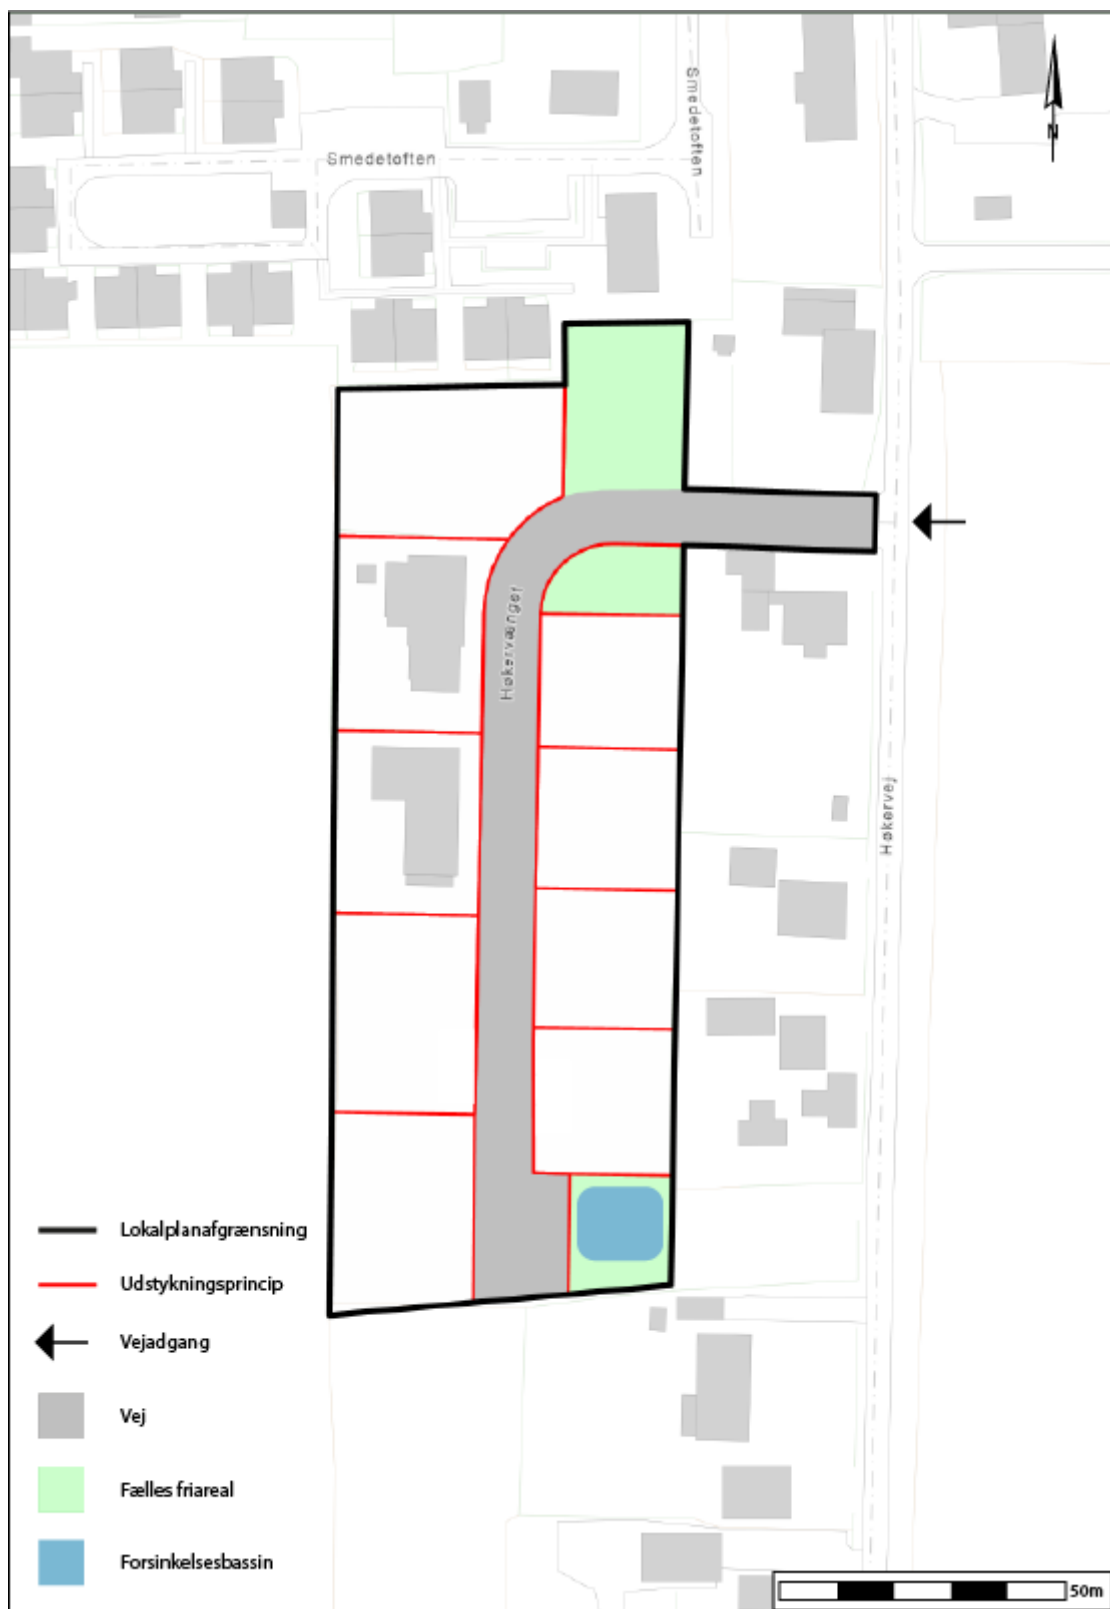 Smedetoften
Smedetoften
N
Høkervænget
Høkervej
Lokalplanafgrænsning
Udstykningsprincip
Vejadgang
Vej
Fælles friareal
Forsinkelsesbassin
50m